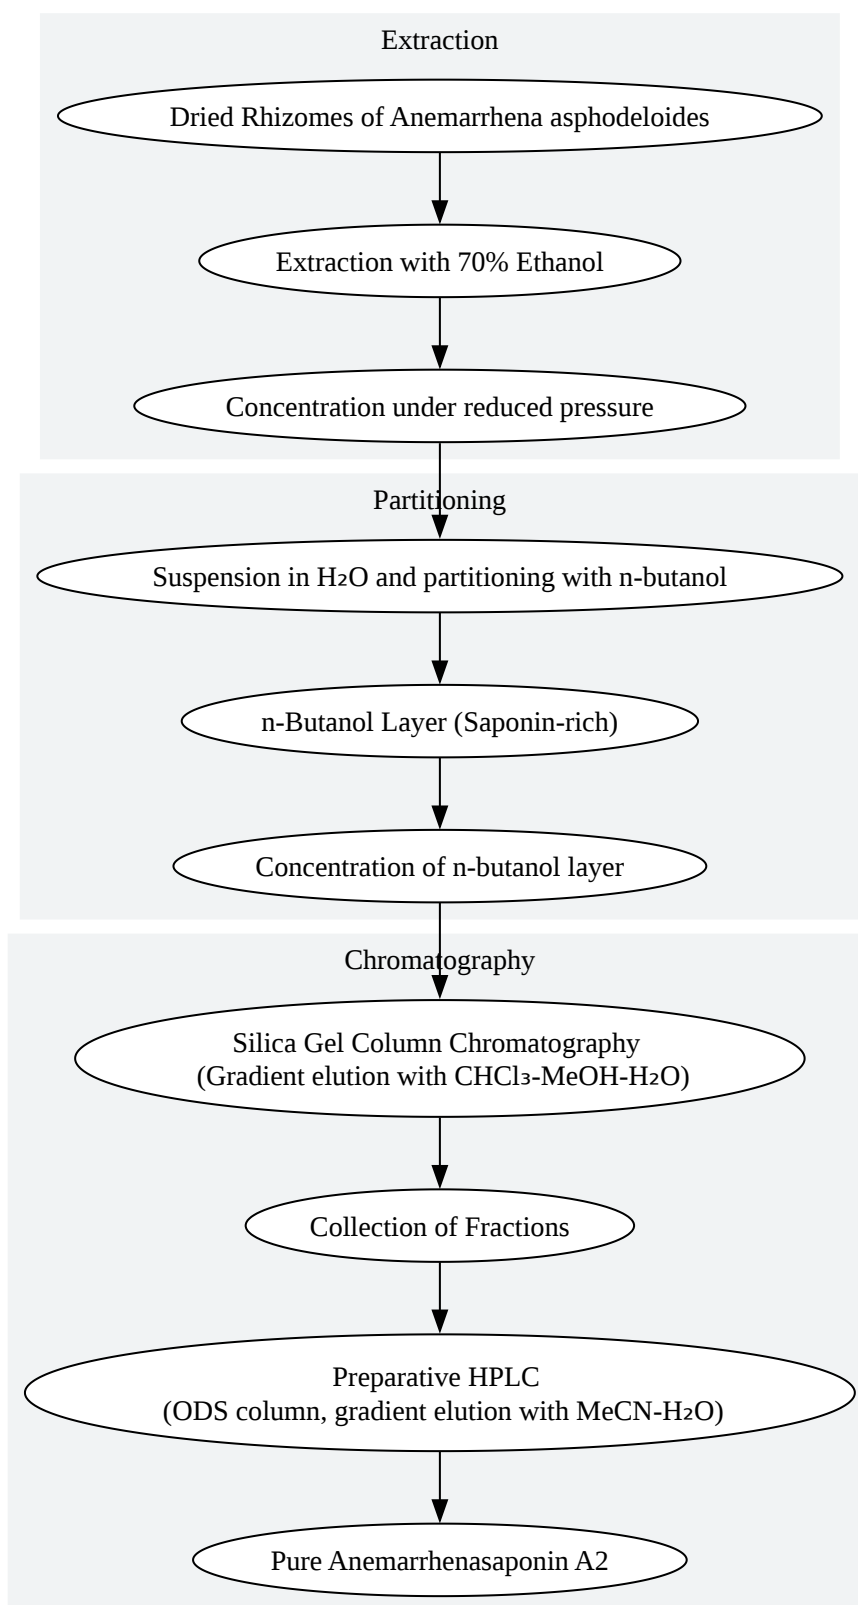 Extraction
Dried Rhizomes of Anemarrhena asphodeloides
Extraction with 70% Ethanol
Concentration under reduced pressure
Partitioning
Suspension in H₂O and partitioning with n-butanol
n-Butanol Layer (Saponin-rich)
Concentration of n-butanol layer
Chromatography
Silica Gel Column Chromatography
(Gradient elution with CHCl₃-MeOH-H₂O)
Collection of Fractions
Preparative HPLC
(ODS column, gradient elution with MeCN-H₂O)
Pure Anemarrhenasaponin A2